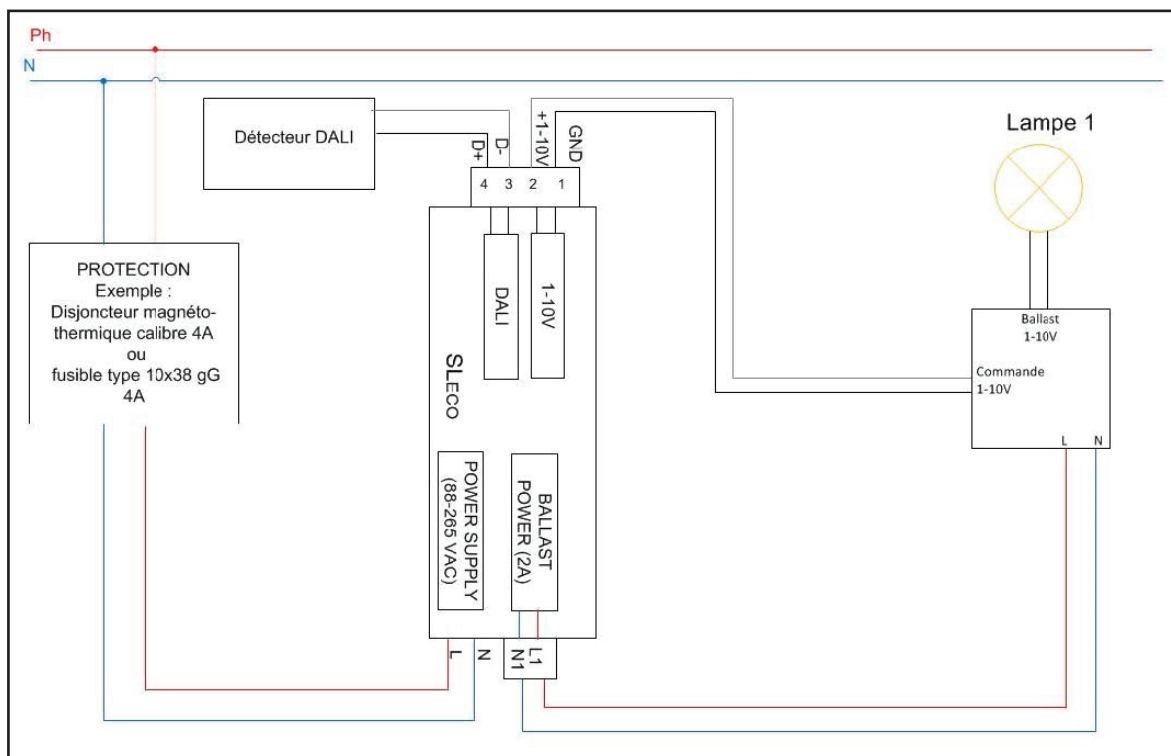 Ph
N
Détecteur DALI
D+
D-
+1-10V
GND
4 3 2 1
Lampe 1
PROTECTION
Exemple :
Disjoncteur magnéto-
thermique calibre 4A
ou
fusible type 10x38 gG
4A
DALI
1-10V
SLECO
Ballast
1-10V
Commande
1-10V
L N
POWER SUPPLY
(88-265 VAC)
BALLAST
POWER (2A)
L
N
N1
L1